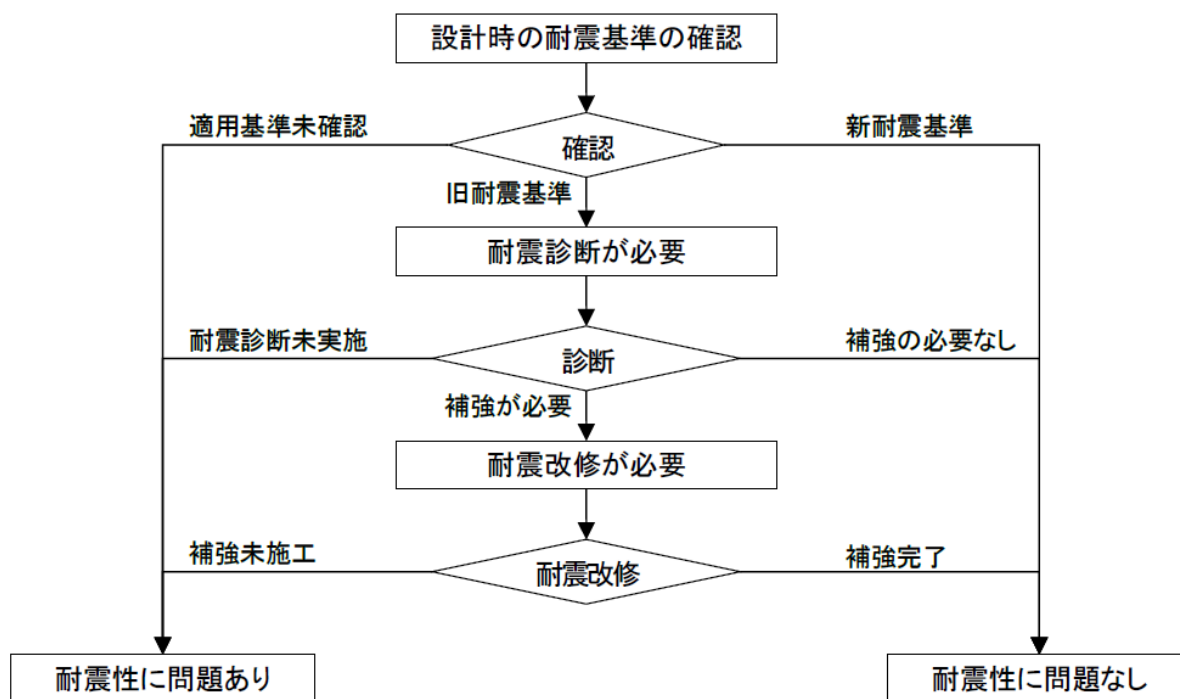 設計時の耐震基準の確認
適用基準未確認
確認
新耐震基準
旧耐震基準
耐震診断が必要
耐震診断未実施
診断
補強の必要なし
補強が必要
耐震改修が必要
補強未施工
耐震改修
補強完了
耐震性に問題あり
耐震性に問題なし